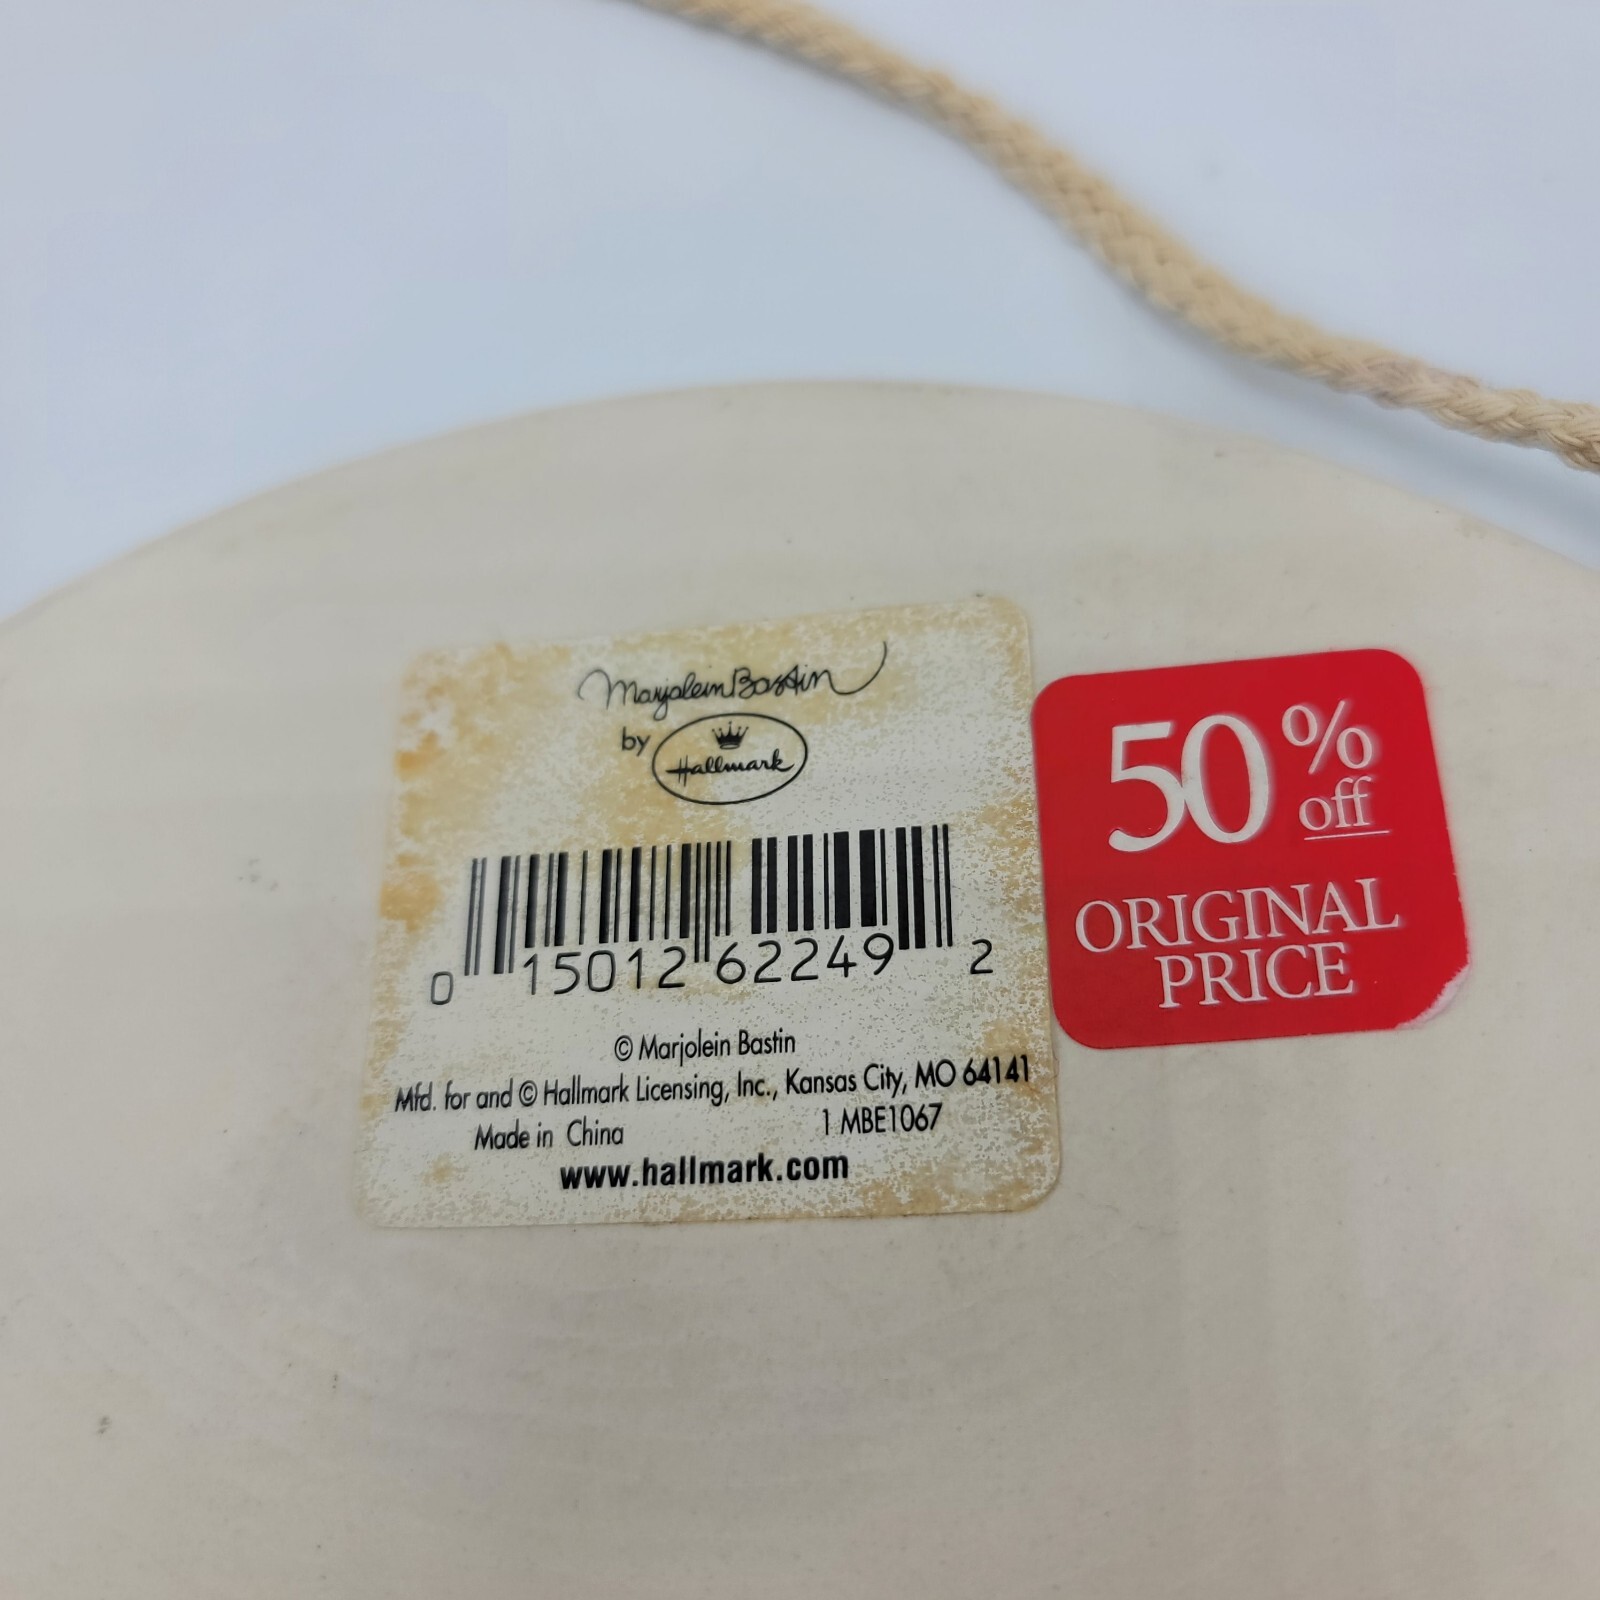 Marjolein Bastin
by Hallmark
0 15012 62249 2
© Marjolein Bastin
Mfd. for and © Hallmark Licensing, Inc., Kansas City, MO 64141
Made in China 1 MBE1067
www.hallmark.com
50%
off
ORIGINAL
PRICE